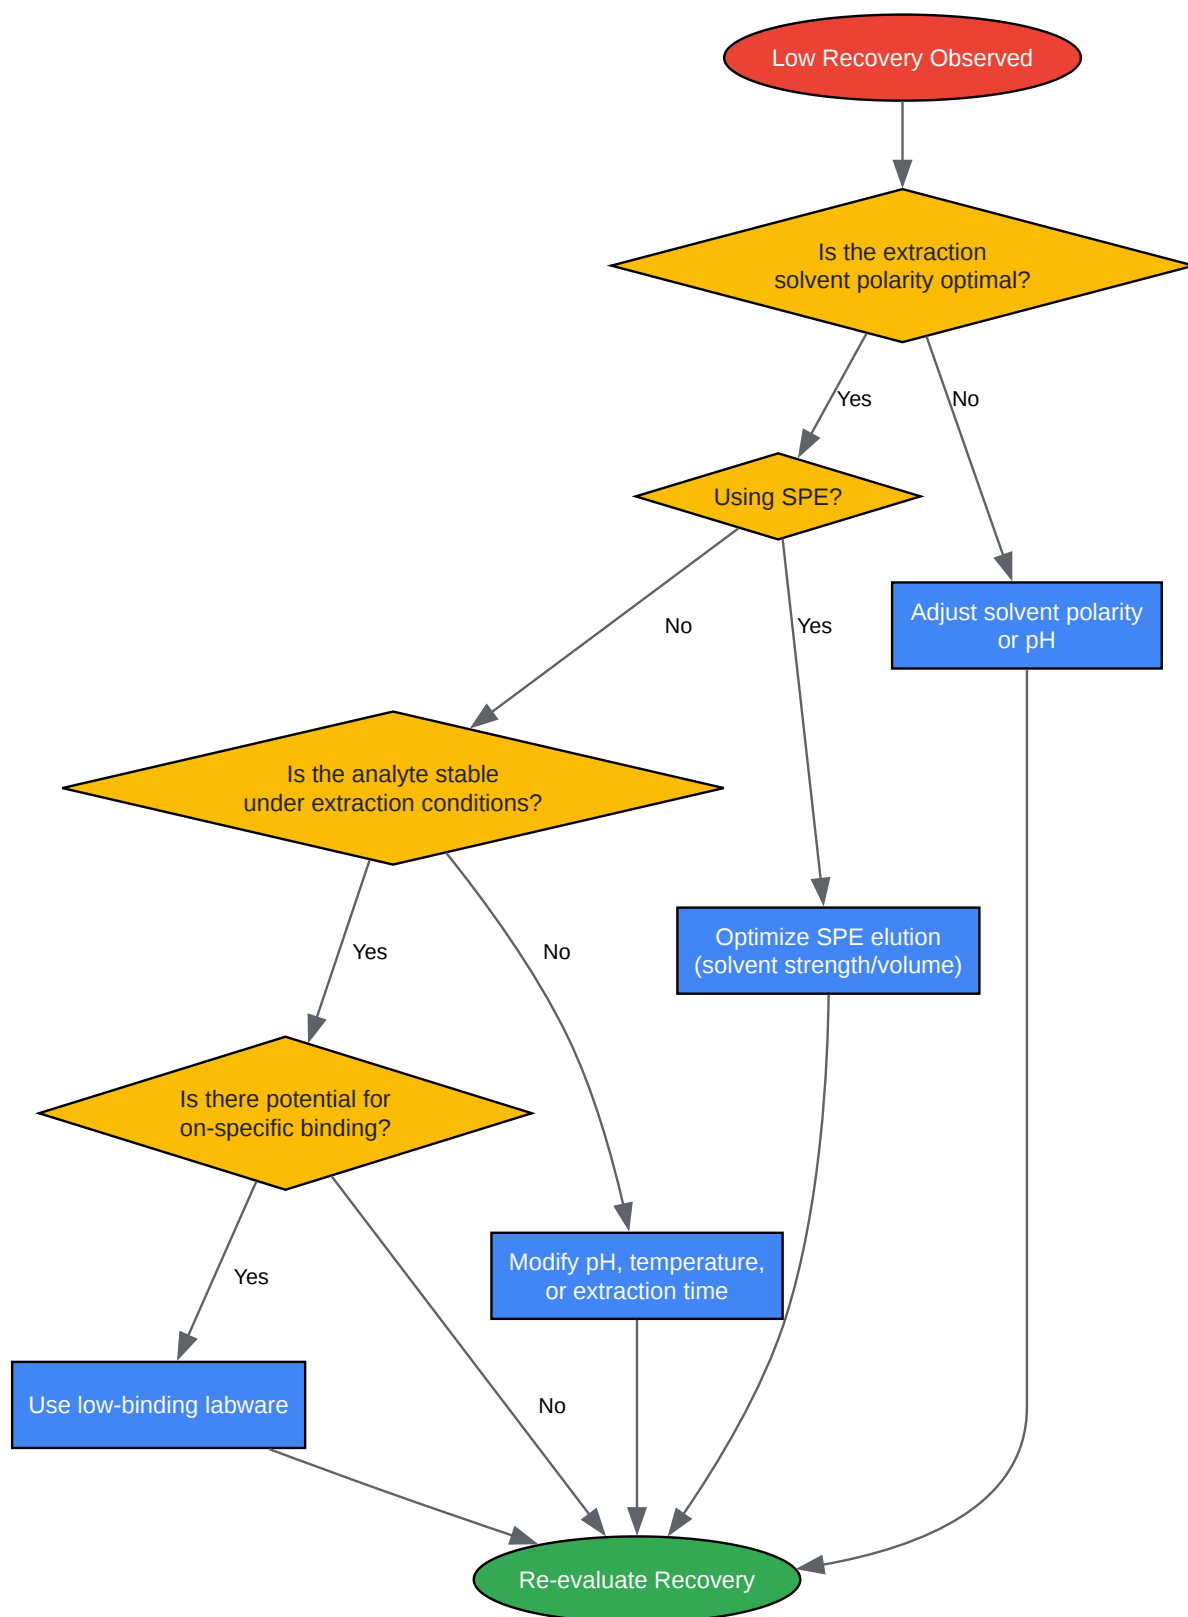 Low Recovery Observed
Is the extraction
solvent polarity optimal?
Yes
No
Using SPE?
Adjust solvent polarity
or pH
No
Yes
Is the analyte stable
under extraction conditions?
Optimize SPE elution
(solvent strength/volume)
Yes
No
Is there potential for
on-specific binding?
Modify pH, temperature,
or extraction time
Yes
Use low-binding labware
No
Re-evaluate Recovery